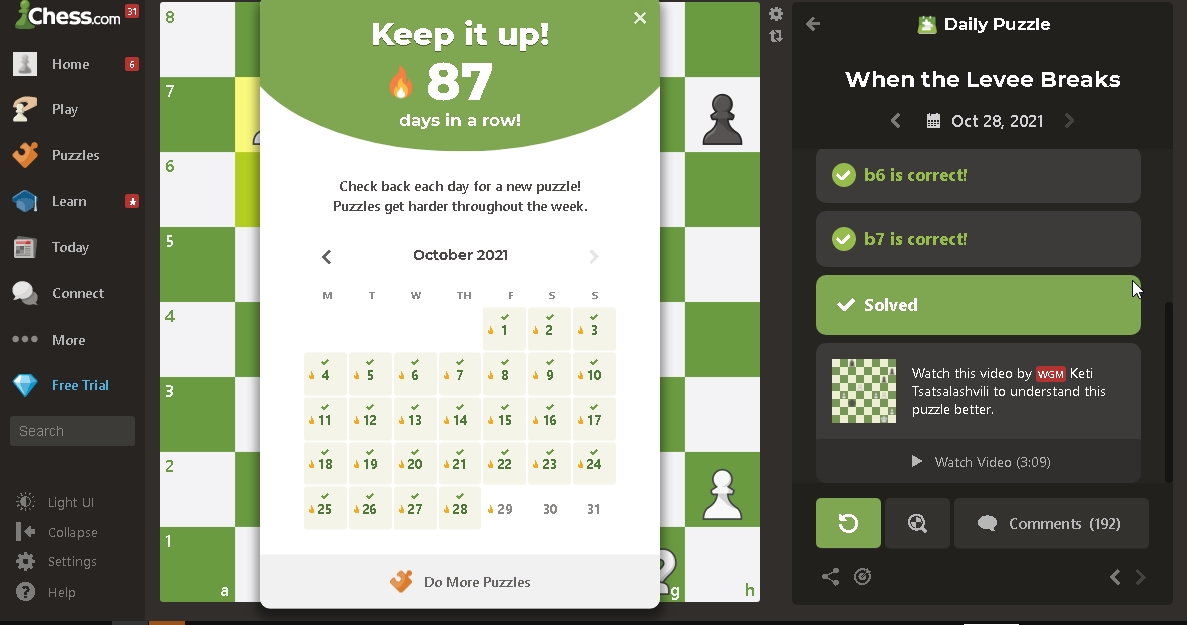 Chess.com 31
Home 6
Play
Puzzles
Learn
Today
Connect
More
Free Trial
Search
Light UI
Collapse
Settings
Help
8
7
6
5
4
3
2
1
a
g
h
Keep it up!
87
days in a row!
Check back each day for a new puzzle!
Puzzles get harder throughout the week.
October 2021
M T W TH F S S
1 2 3
4 5 6 7 8 9 10
11 12 13 14 15 16 17
18 19 20 21 22 23 24
25 26 27 28 29 30 31
Do More Puzzles
Daily Puzzle
When the Levee Breaks
Oct 28, 2021
b6 is correct!
b7 is correct!
Solved
Watch this video by WGM Keti
Tsatsalashvili to understand this
puzzle better.
Watch Video (3:09)
Comments (192)